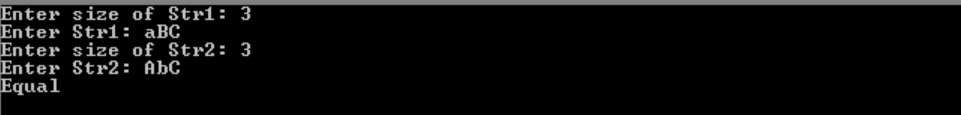 Enter size of Str1: 3
Enter Str1: aBC
Enter size of Str2: 3
Enter Str2: AbC
Equal